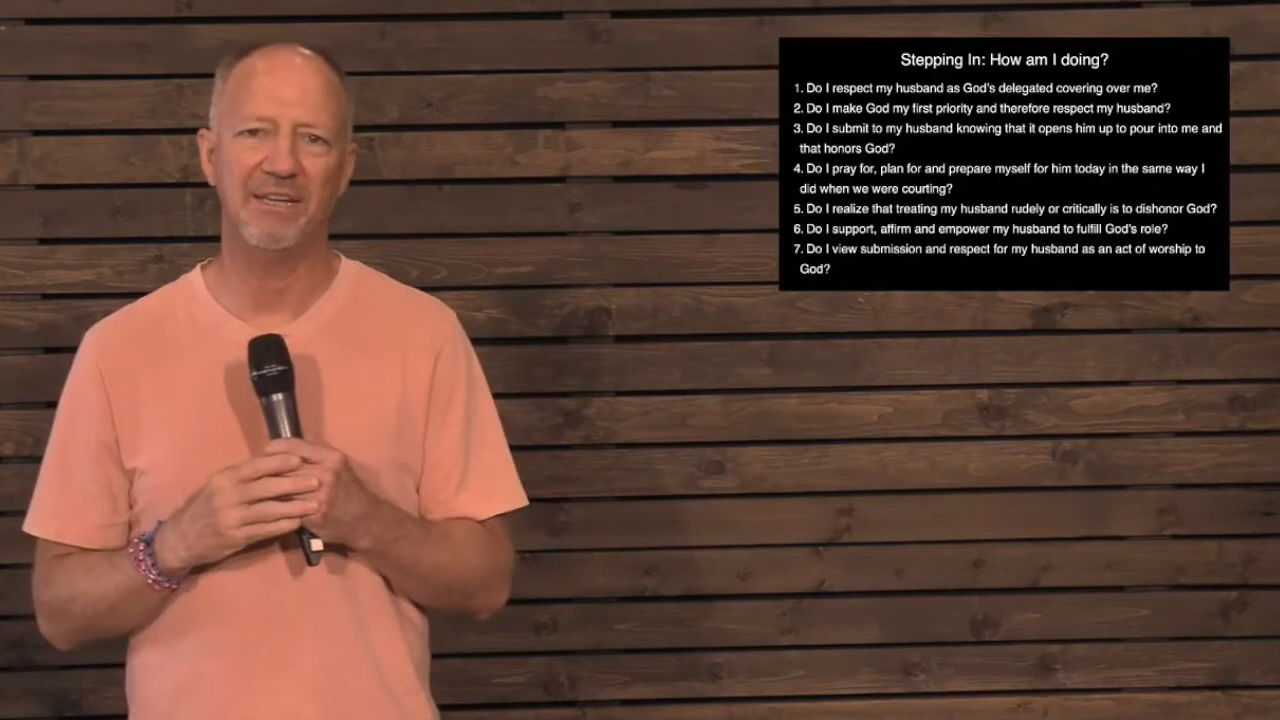 Stepping In: How am I doing?
1. Do I respect my husband as God's delegated covering over me?
2. Do I make God my first priority and therefore respect my husband?
3. Do I submit to my husband knowing that it opens him up to pour into me and
that honors God?
4. Do I pray for, plan for and prepare myself for him today in the same way I
did when we were courting?
5. Do I realize that treating my husband rudely or critically is to dishonor God?
6. Do I support, affirm and empower my husband to fulfill God's role?
7. Do I view submission and respect for my husband as an act of worship to
God?